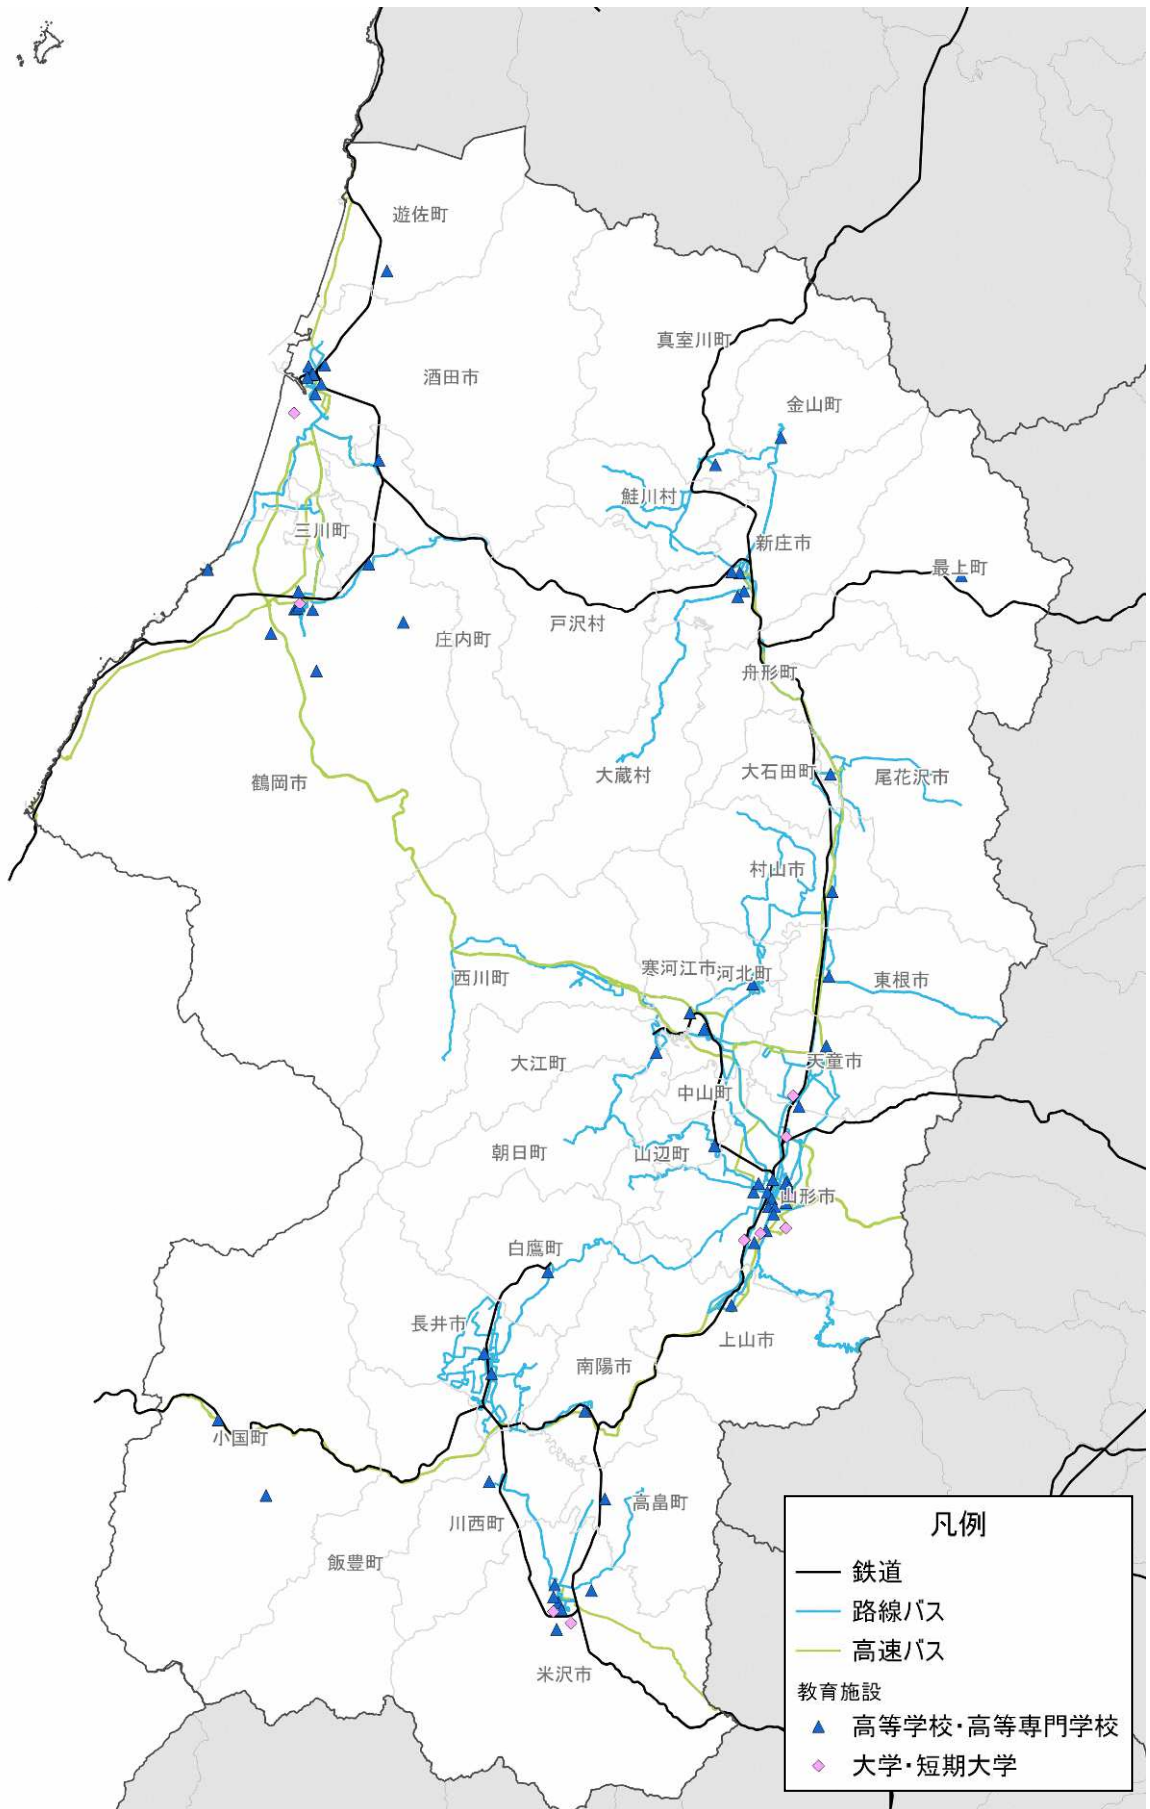 遊佐町
真室川町
酒田市
金山町
鮭川村
三川町
新庄市
最上町
戸沢村
庄内町
舟形町
大蔵村
大石田町
尾花沢市
鶴岡市
村山市
寒河江市
河北町
西川町
東根市
大江町
天童市
中山町
朝日町
山辺町
山形市
白鷹町
長井市
上山市
南陽市
小国町
高畠町
川西町
飯豊町
米沢市
凡例
鉄道
路線バス
高速バス
教育施設
高等学校・高等専門学校
大学・短期大学